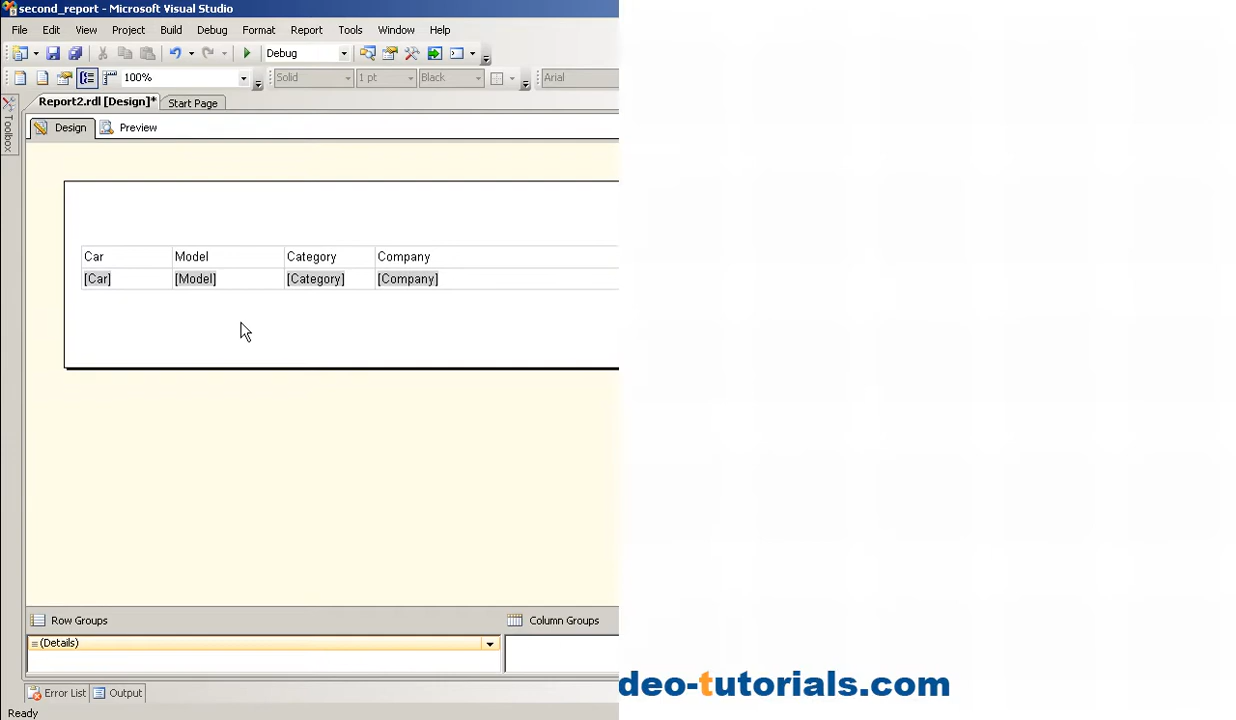 second_report - Microsoft Visual Studio
File Edit View Project Build Debug Format Report Tools Window Help
Debug
100% Solid 1 pt Black Arial
Report2.rdl [Design]* Start Page
Toolbox
Design Preview
Car Model Category Company
[Car] [Model] [Category] [Company]
Row Groups Column Groups
(Details)
deo-tutorials.com
Error List Output
Ready